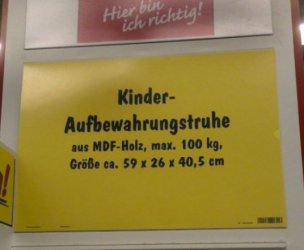 Hier bin
ich richtig!
Kinder-
Aufbewahrungstruhe
aus MDF-Holz, max. 100 kg,
Größe ca. 59 x 26 x 40,5 cm